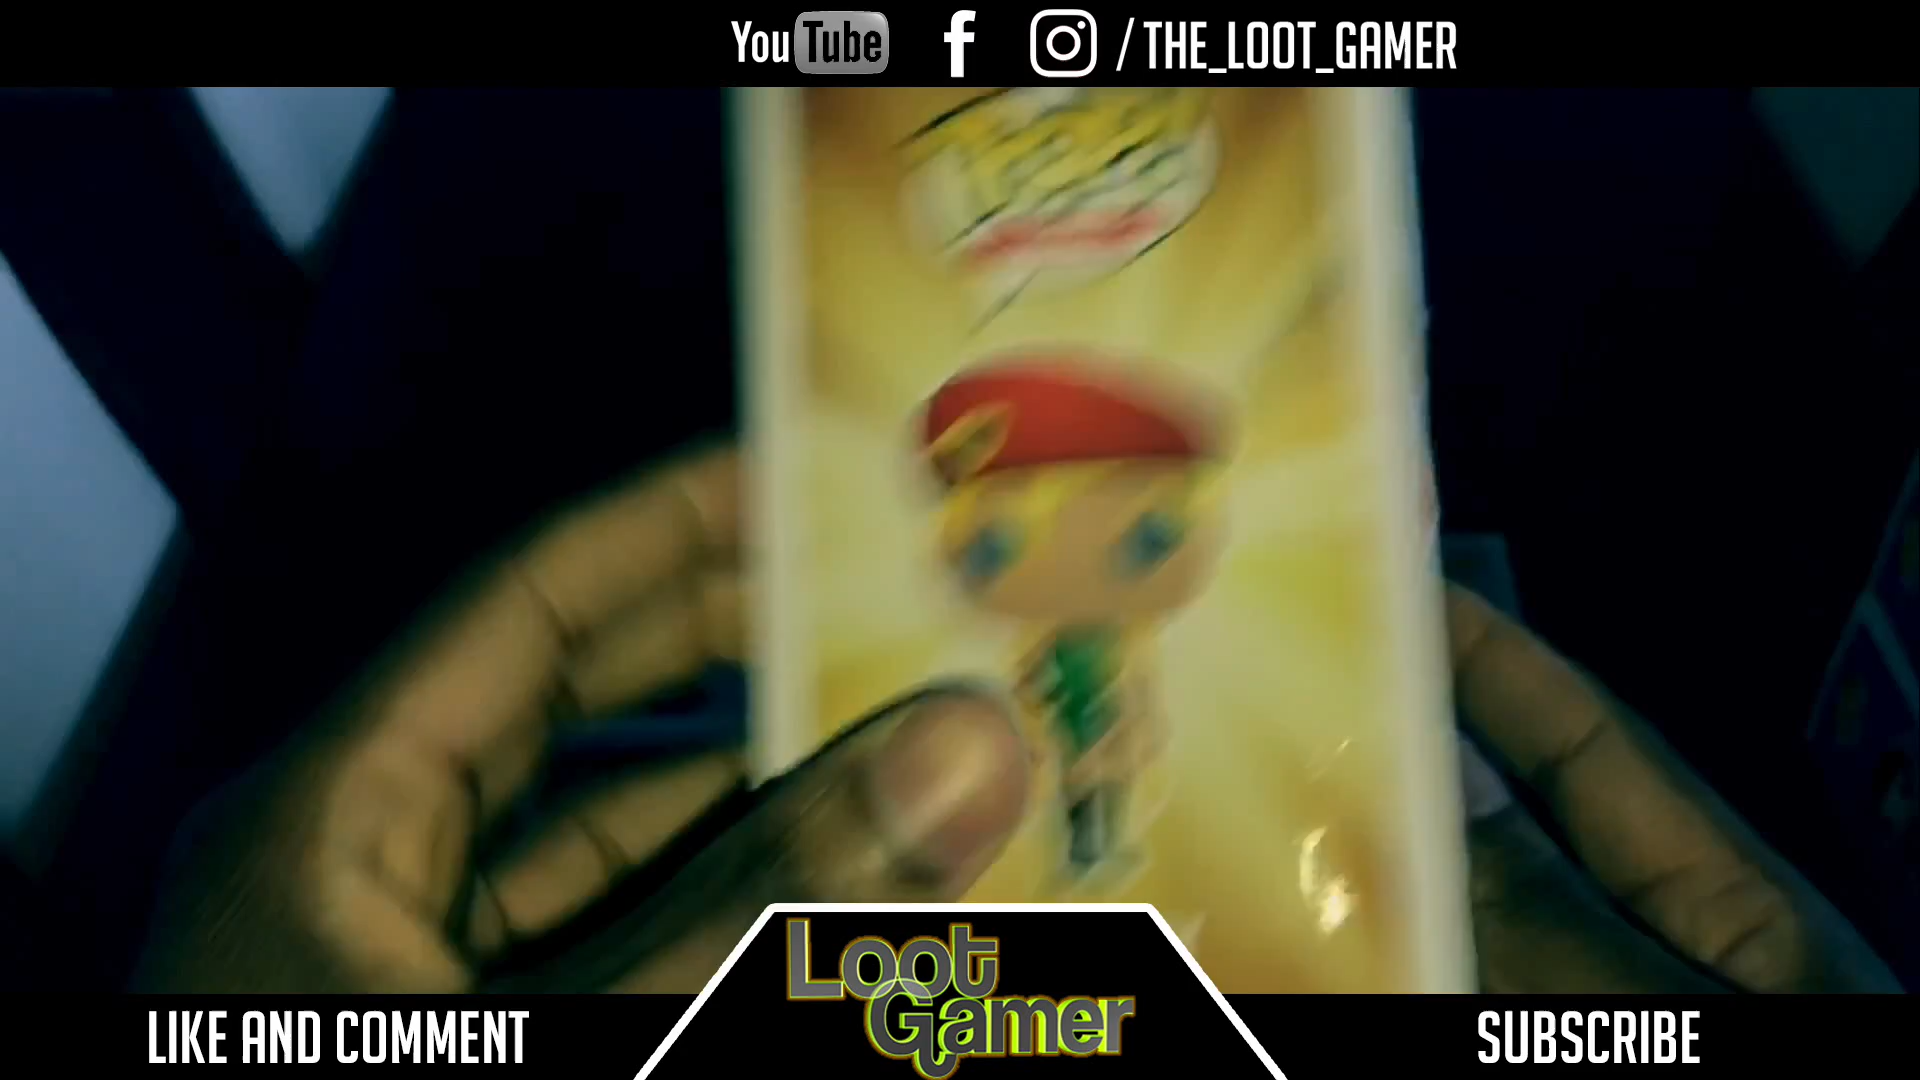 YouTube f /THE_LOOT_GAMER
Loot
Gamer
LIKE AND COMMENT
SUBSCRIBE